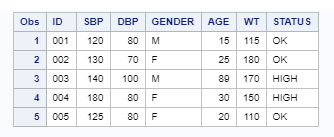 Obs ID SBP DBP GENDER AGE WT STATUS
1 001 120 80 M 15 115 OK
2 002 130 70 F 25 180 OK
3 003 140 100 M 89 170 HIGH
4 004 180 80 F 30 150 HIGH
5 005 125 80 F 20 110 OK